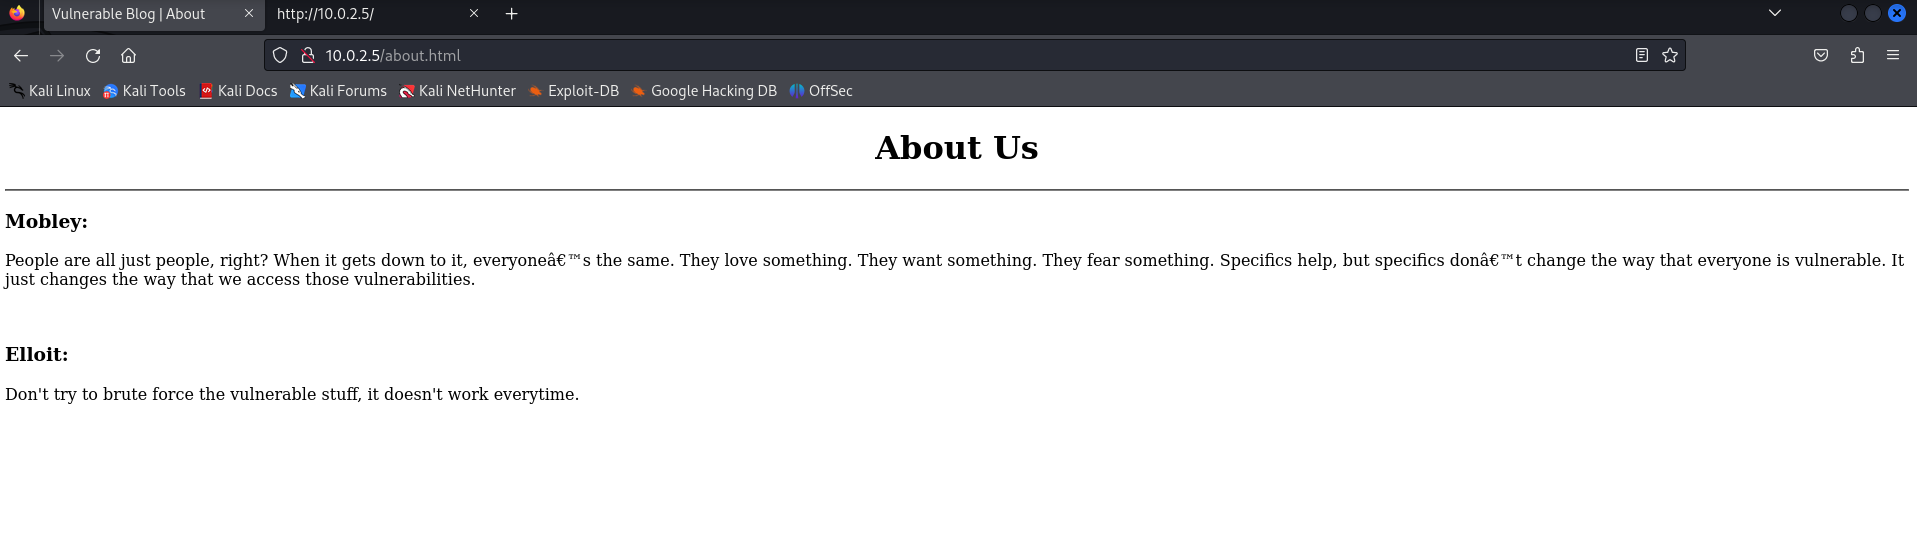 Vulnerable Blog | About
http://10.0.2.5/
10.0.2.5/about.html
Kali Linux Kali Tools Kali Docs Kali Forums Kali NetHunter Exploit-DB Google Hacking DB OffSec
About Us
Mobley:
People are all just people, right? When it gets down to it, everyoneâ€™s the same. They love something. They want something. They fear something. Specifics help, but specifics donâ€™t change the way that everyone is vulnerable. It
just changes the way that we access those vulnerabilities.
Elloit:
Don't try to brute force the vulnerable stuff, it doesn't work everytime.